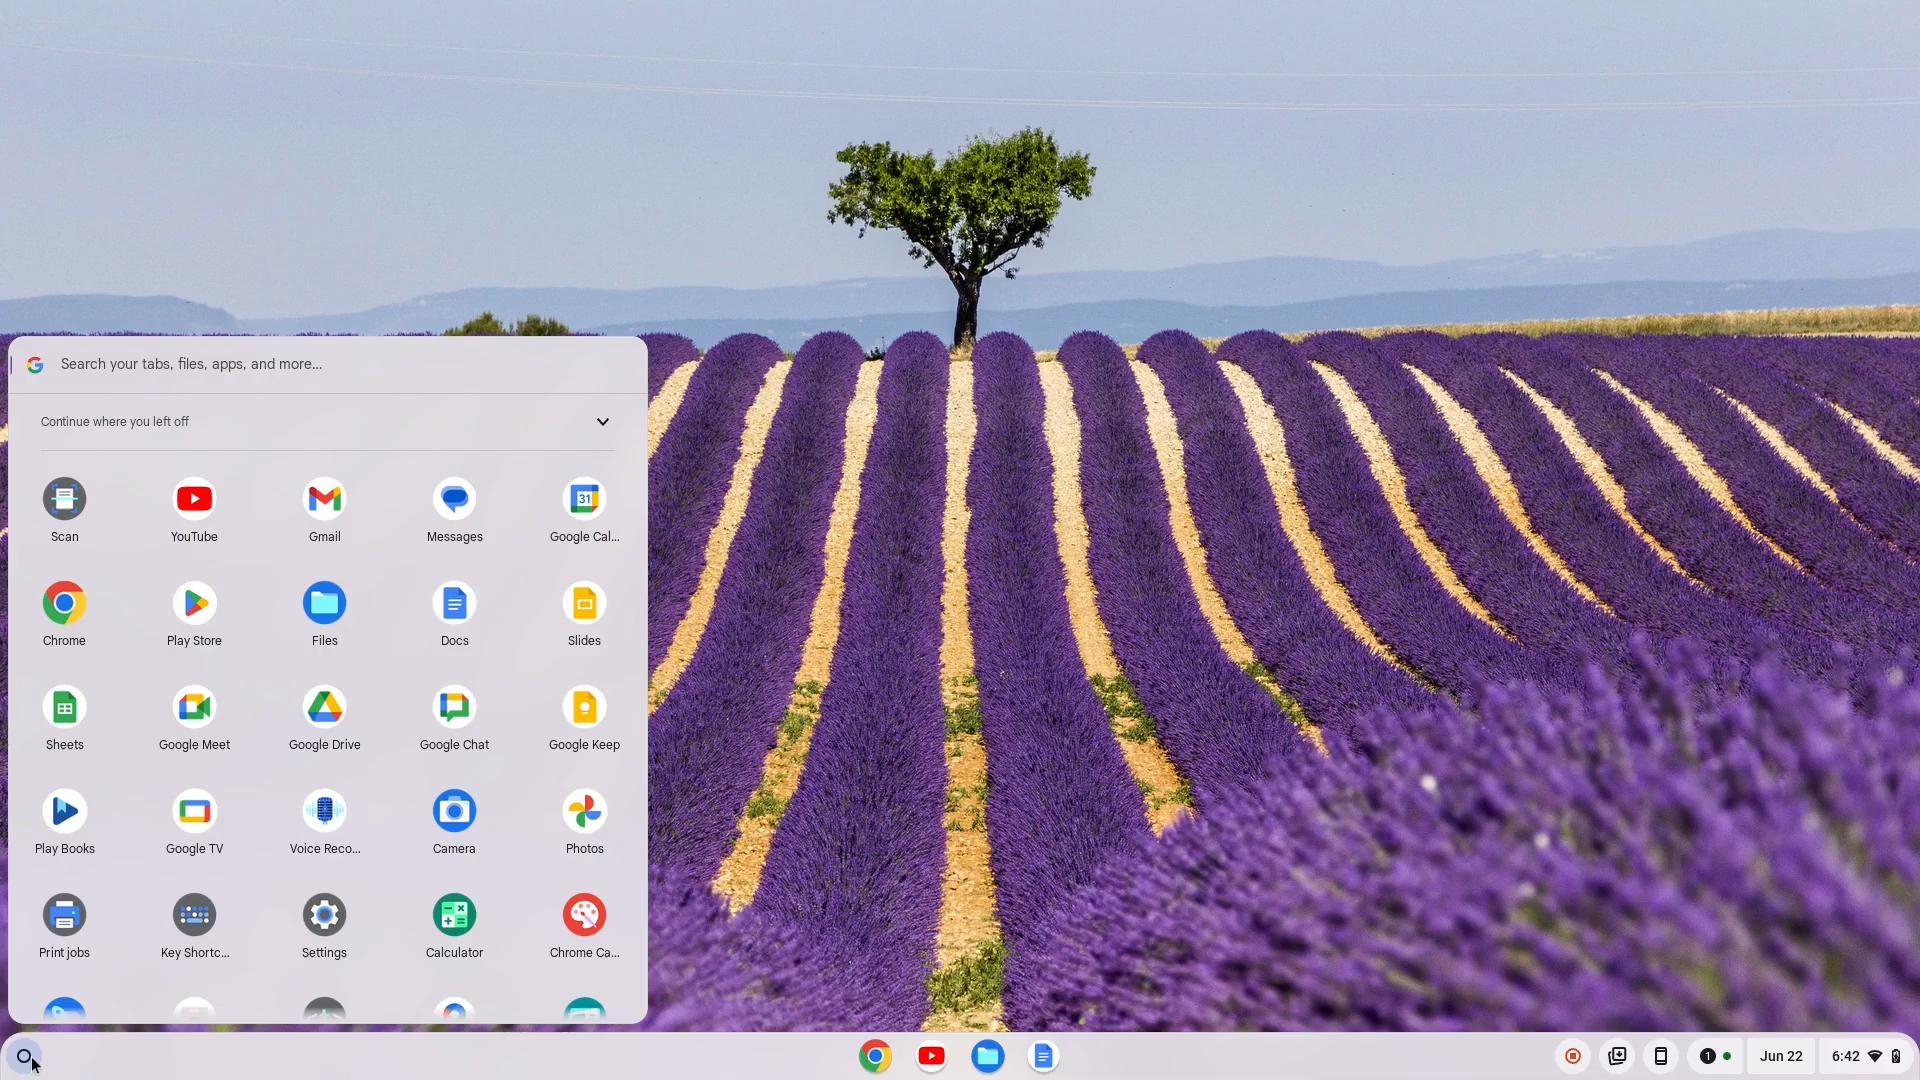 Search your tabs, files, apps, and more...
Continue where you left off
Scan
YouTube
Gmail
Messages
31
Google Cal...
Chrome
Play Store
Files
Docs
Slides
Sheets
Google Meet
Google Drive
Google Chat
Google Keep
Play Books
Google TV
Voice Reco...
Camera
Photos
Print jobs
Key Shortc...
Settings
Calculator
Chrome Ca...
1
Jun 22
6:42